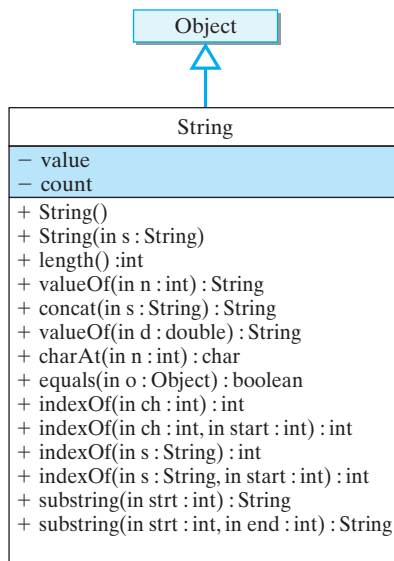 Object
String
− value
− count
+ String()
+ String(in s : String)
+ length() :int
+ valueOf(in n : int) : String
+ concat(in s : String) : String
+ valueOf(in d : double) : String
+ charAt(in n : int) : char
+ equals(in o : Object) : boolean
+ indexOf(in ch : int) : int
+ indexOf(in ch : int, in start : int) : int
+ indexOf(in s : String) : int
+ indexOf(in s : String, in start : int) : int
+ substring(in strt : int) : String
+ substring(in strt : int, in end : int) : String